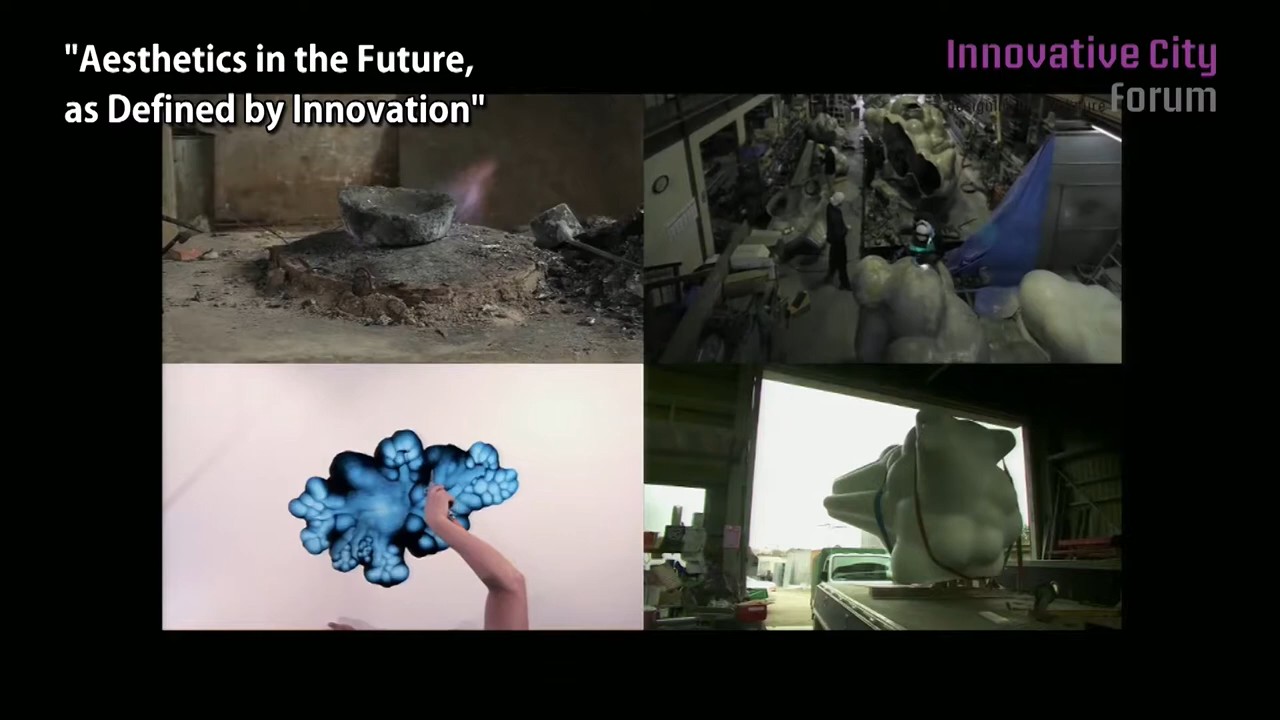 "Aesthetics in the Future,
as Defined by Innovation"
Innovative City
Forum